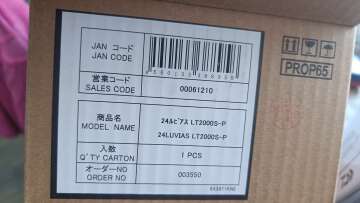 JAN コード
JAN CODE
営業コード
SALES CODE
00061210
商品名
MODEL NAME
24ルビアス LT2000S-P
24LUVIAS LT2000S-P
入数
Q'TY CARTON
1 PCS
オーダーNO
ORDER NO
003550
PROP65